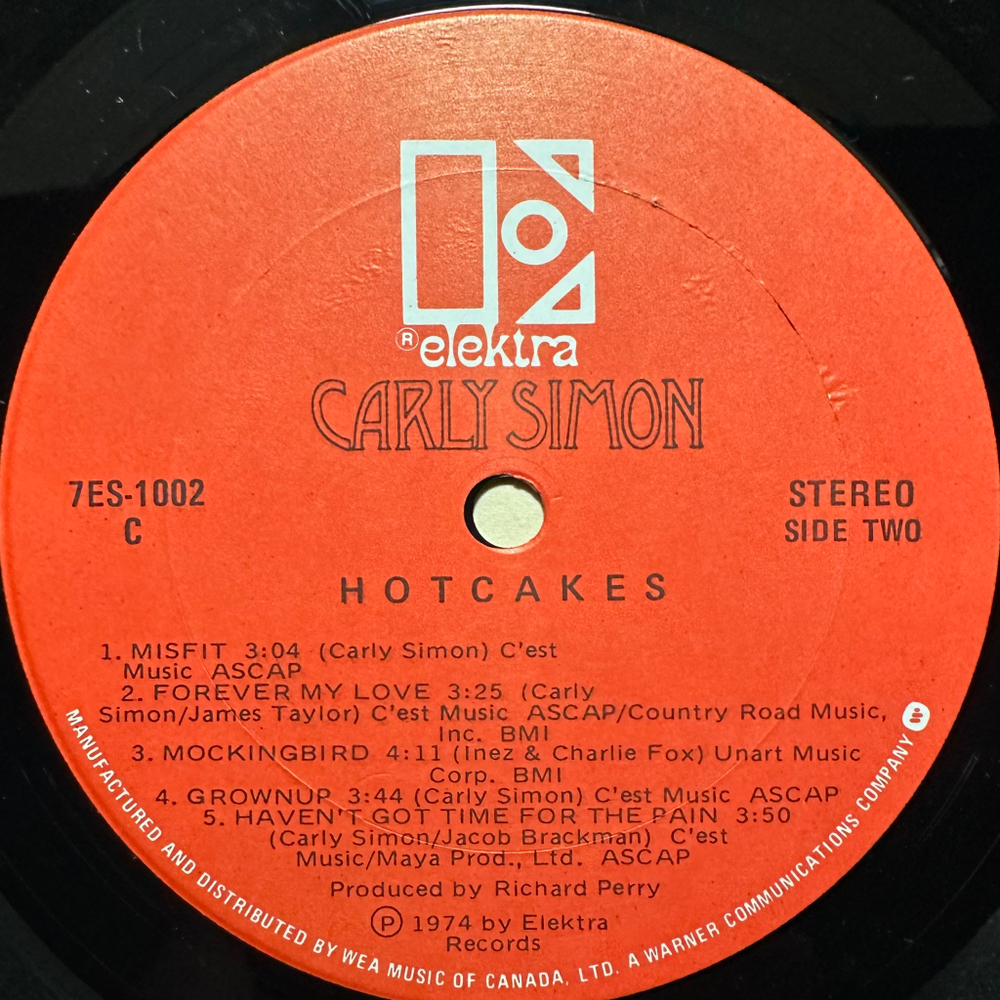 ® elektra
CARLY SIMON
7ES-1002
C
STEREO
SIDE TWO
HOTCAKES
1. MISFIT 3:04 (Carly Simon) C'est
Music ASCAP
2. FOREVER MY LOVE 3:25 (Carly
Simon/James Taylor) C'est Music ASCAP/Country Road Music,
Inc. BMI
3. MOCKINGBIRD 4:11 (Inez & Charlie Fox) Unart Music
Corp. BMI
4. GROWNUP 3:44 (Carly Simon) C'est Music ASCAP
5. HAVEN'T GOT TIME FOR THE PAIN 3:50
(Carly Simon/Jacob Brackman) C'est
Music/Maya Prod., Ltd. ASCAP
Produced by Richard Perry
Ⓟ 1974 by Elektra
Records
MANUFACTURED AND DISTRIBUTED BY WEA MUSIC OF CANADA, LTD. A WARNER COMMUNICATIONS COMPANY